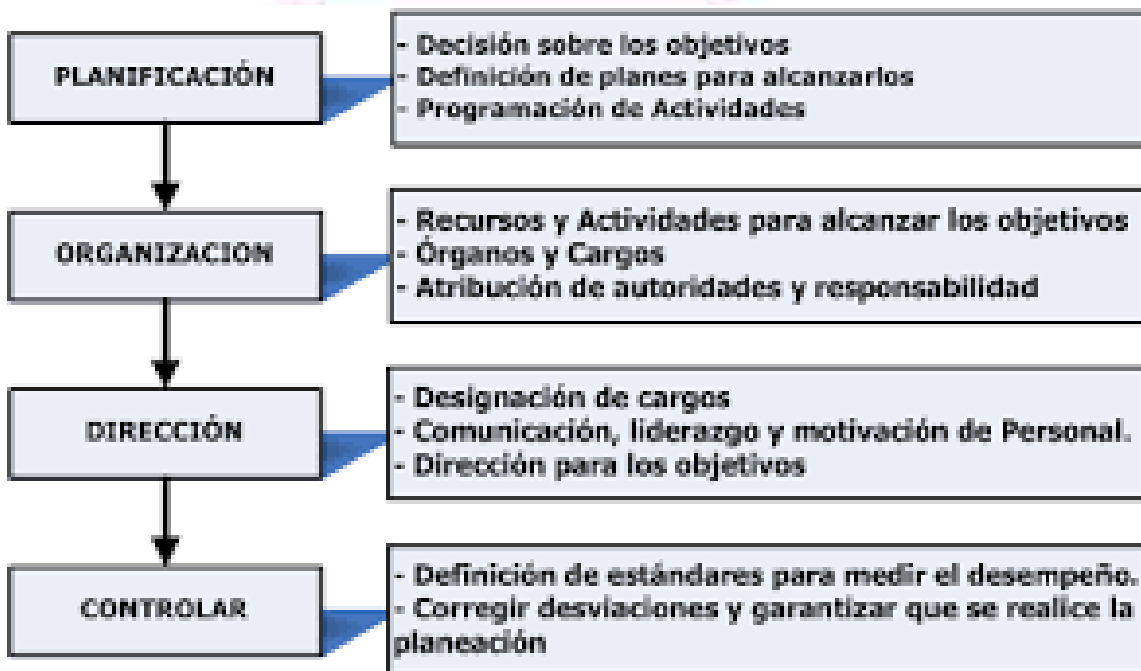 PLANIFICACIÓN
- Decisión sobre los objetivos
- Definición de planes para alcanzarlos
- Programación de Actividades
ORGANIZACION
- Recursos y Actividades para alcanzar los objetivos
- Órganos y Cargos
- Atribución de autoridades y responsabilidad
DIRECCIÓN
- Designación de cargos
- Comunicación, liderazgo y motivación de Personal.
- Dirección para los objetivos
CONTROLAR
- Definición de estándares para medir el desempeño.
- Corregir desviaciones y garantizar que se realice la
planeación